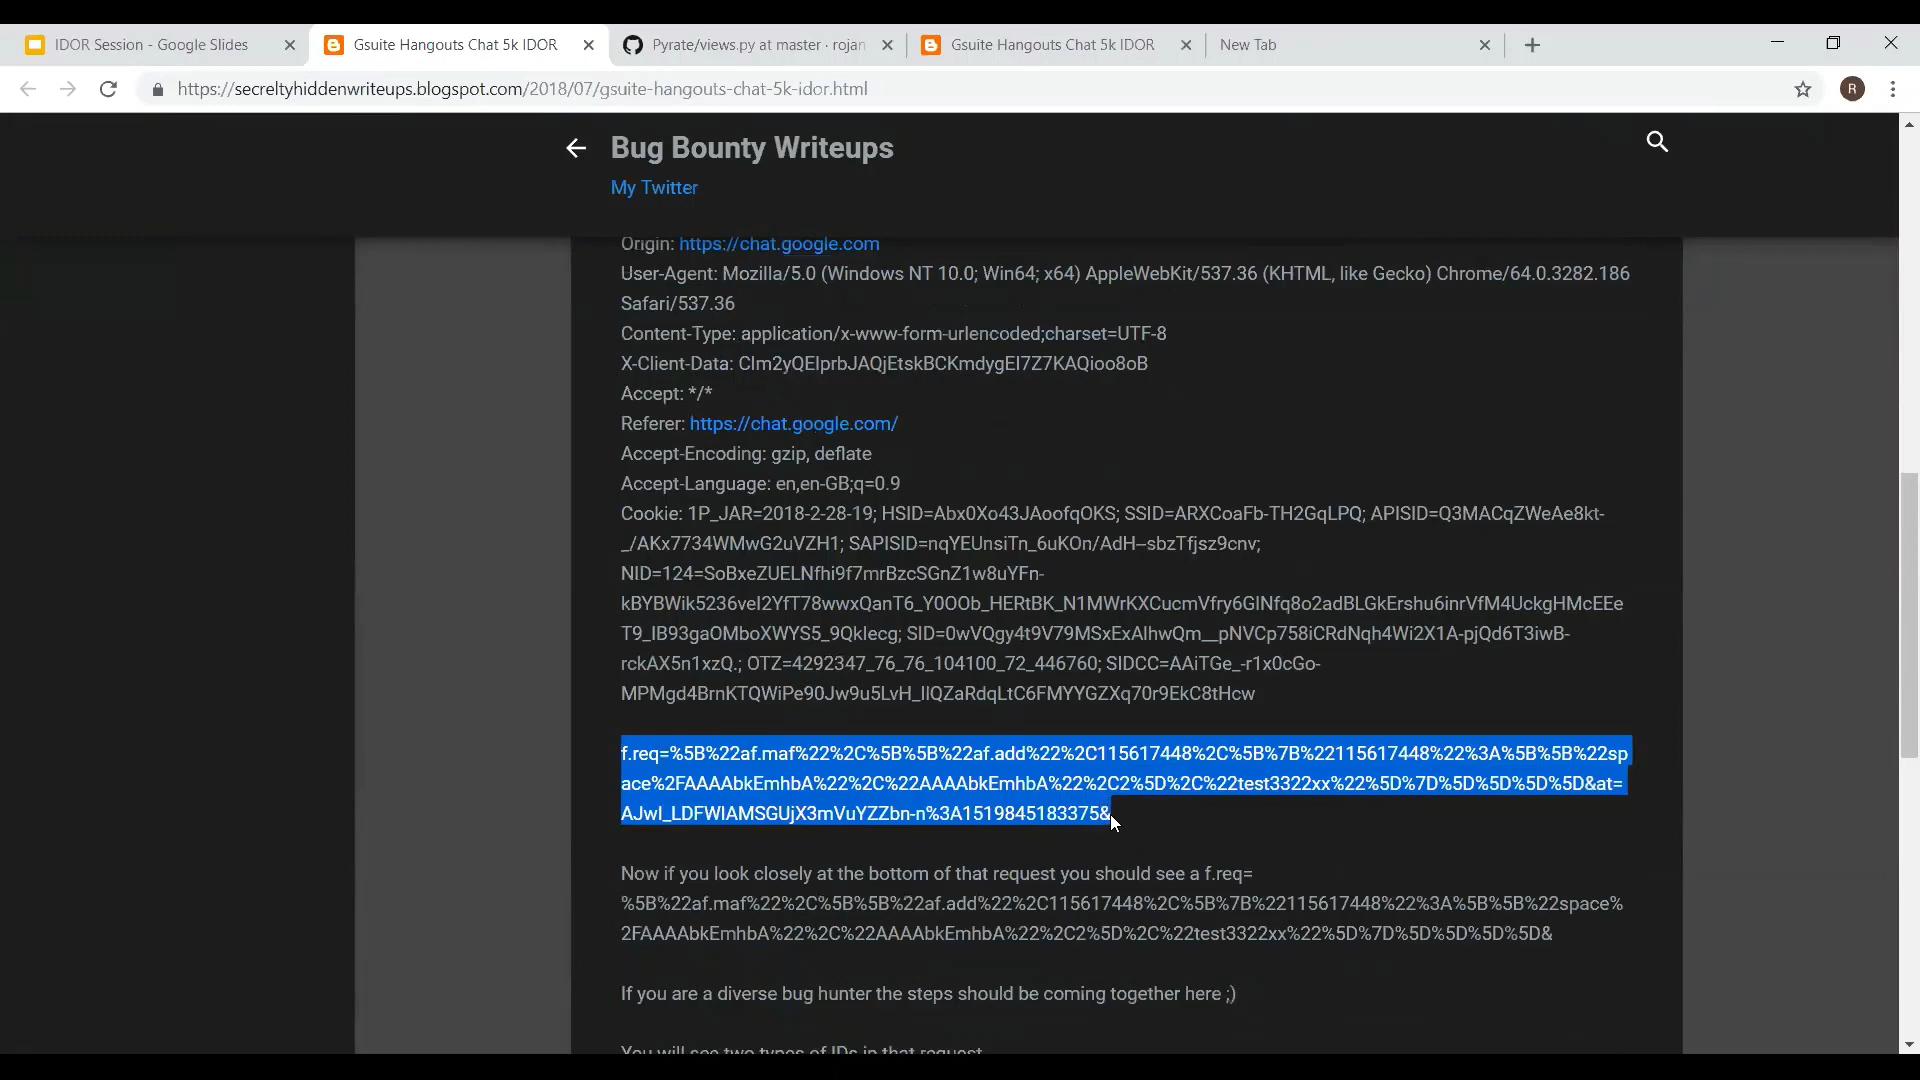 IDOR Session - Google Slides
Gsuite Hangouts Chat 5k IDOR
Pyrate/views.py at master · rojan
Gsuite Hangouts Chat 5k IDOR
New Tab
https://secreltyhiddenwriteups.blogspot.com/2018/07/gsuite-hangouts-chat-5k-idor.html
R
Bug Bounty Writeups
My Twitter
Origin: https://chat.google.com
User-Agent: Mozilla/5.0 (Windows NT 10.0; Win64; x64) AppleWebKit/537.36 (KHTML, like Gecko) Chrome/64.0.3282.186
Safari/537.36
Content-Type: application/x-www-form-urlencoded;charset=UTF-8
X-Client-Data: CIm2yQEIprbJAQjEtskBCKmdygEI7Z7KAQioo8oB
Accept: */*
Referer: https://chat.google.com/
Accept-Encoding: gzip, deflate
Accept-Language: en,en-GB;q=0.9
Cookie: 1P_JAR=2018-2-28-19; HSID=Abx0Xo43JAoofqOKS; SSID=ARXCoaFb-TH2GqLPQ; APISID=Q3MACqZWeAe8kt-
_/AKx7734WMwG2uVZH1; SAPISID=nqYEUnsiTn_6uKOn/AdH–sbzTfjsz9cnv;
NID=124=SoBxeZUELNfhi9f7mrBzcSGnZ1w8uYFn-
kBYBWik5236veI2YfT78wwxQanT6_Y0OOb_HERtBK_N1MWrKXCucmVfry6GINfq8o2adBLGkErshu6inrVfM4UckgHMcEEe
T9_IB93gaOMboXWYS5_9Qklecg; SID=0wVQgy4t9V79MSxExAlhwQm__pNVCp758iCRdNqh4Wi2X1A-pjQd6T3iwB-
rckAX5n1xzQ.; OTZ=4292347_76_76_104100_72_446760; SIDCC=AAiTGe_-r1x0cGo-
MPMgd4BrnKTQWiPe90Jw9u5LvH_lIQZaRdqLtC6FMYYGZXq70r9EkC8tHcw
f.req=%5B%22af.maf%22%2C%5B%5B%22af.add%22%2C115617448%2C%5B%7B%22115617448%22%3A%5B%5B%22sp
ace%2FAAAAbkEmhbA%22%2C%22AAAAbkEmhbA%22%2C2%5D%2C%22test3322xx%22%5D%7D%5D%5D%5D%5D&at=
AJwI_LDFWIAMSGUjX3mVuYZZbn-n%3A1519845183375&
Now if you look closely at the bottom of that request you should see a f.req=
%5B%22af.maf%22%2C%5B%5B%22af.add%22%2C115617448%2C%5B%7B%22115617448%22%3A%5B%5B%22space%
2FAAAAbkEmhbA%22%2C%22AAAAbkEmhbA%22%2C2%5D%2C%22test3322xx%22%5D%7D%5D%5D%5D%5D&
If you are a diverse bug hunter the steps should be coming together here ;)
You will see two types of IDs in that request